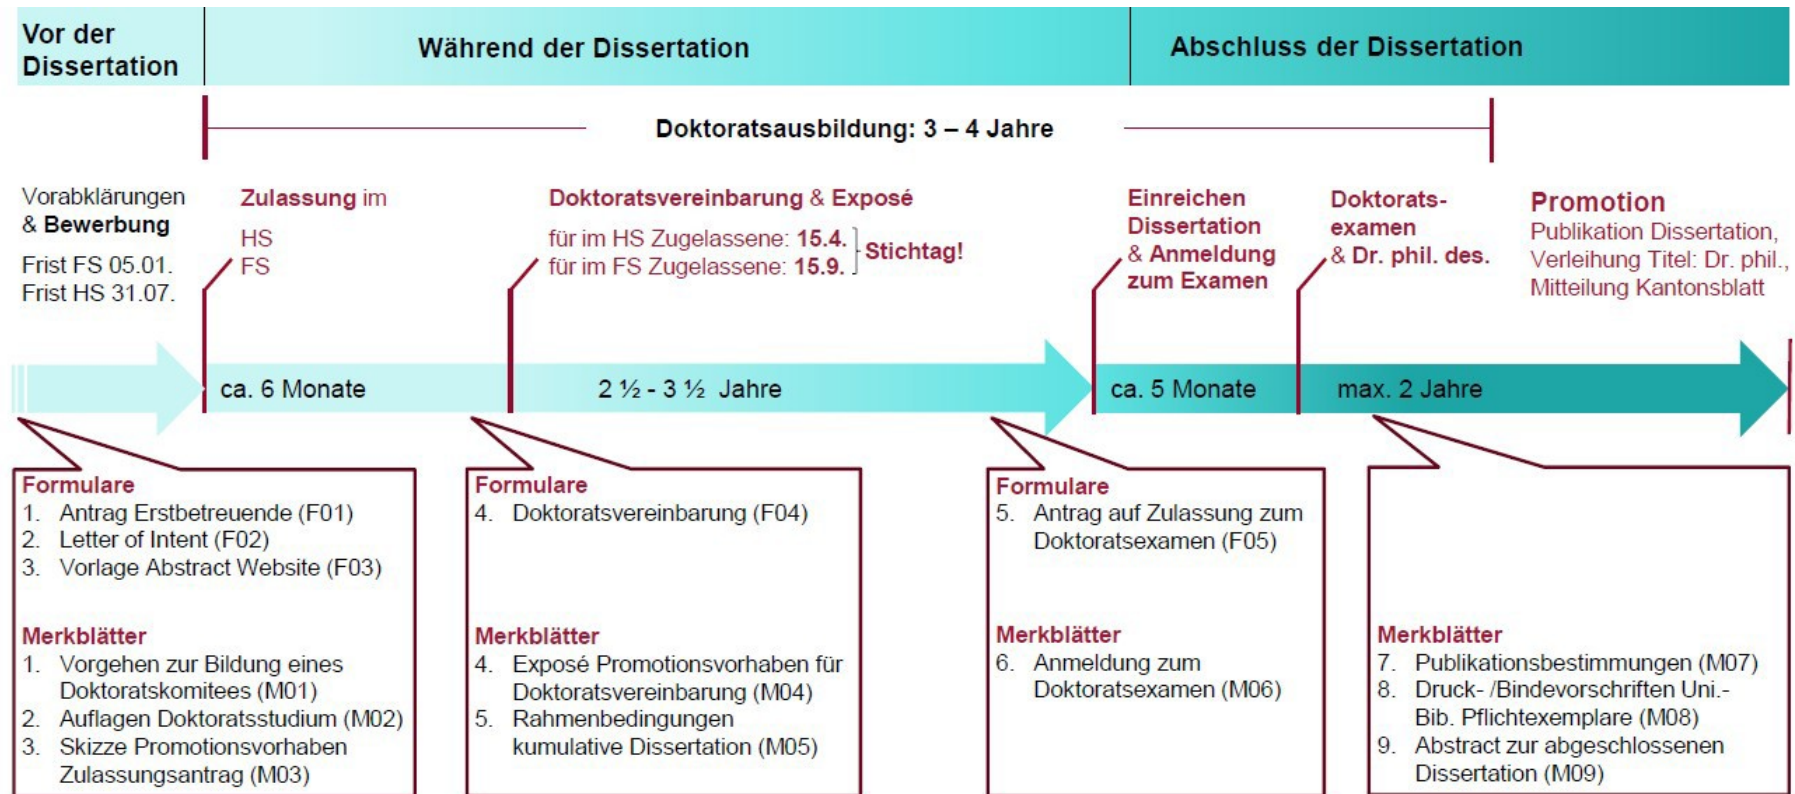 Vor der
Dissertation
Während der Dissertation
Abschluss der Dissertation
Doktoratsausbildung: 3 – 4 Jahre
Vorabklärungen
& Bewerbung
Frist FS 05.01.
Frist HS 31.07.
Zulassung im
HS
FS
Doktoratsvereinbarung & Exposé
für im HS Zugelassene: 15.4.
für im FS Zugelassene: 15.9.
Stichtag!
Einreichen
Dissertation
& Anmeldung
zum Examen
Doktorats-
examen
& Dr. phil. des.
Promotion
Publikation Dissertation,
Verleihung Titel: Dr. phil.,
Mitteilung Kantonsblatt
ca. 6 Monate
2 ½ - 3 ½ Jahre
ca. 5 Monate
max. 2 Jahre
Formulare
1. Antrag Erstbetreuende (F01)
2. Letter of Intent (F02)
3. Vorlage Abstract Website (F03)
Merkblätter
1. Vorgehen zur Bildung eines
Doktoratskomitees (M01)
2. Auflagen Doktoratsstudium (M02)
3. Skizze Promotionsvorhaben
Zulassungsantrag (M03)
Formulare
4. Doktoratsvereinbarung (F04)
Merkblätter
4. Exposé Promotionsvorhaben für
Doktoratsvereinbarung (M04)
5. Rahmenbedingungen
kumulative Dissertation (M05)
Formulare
5. Antrag auf Zulassung zum
Doktoratsexamen (F05)
Merkblätter
6. Anmeldung zum
Doktoratsexamen (M06)
Merkblätter
7. Publikationsbestimmungen (M07)
8. Druck- /Bindevorschriften Uni.-
Bib. Pflichtexemplare (M08)
9. Abstract zur abgeschlossenen
Dissertation (M09)